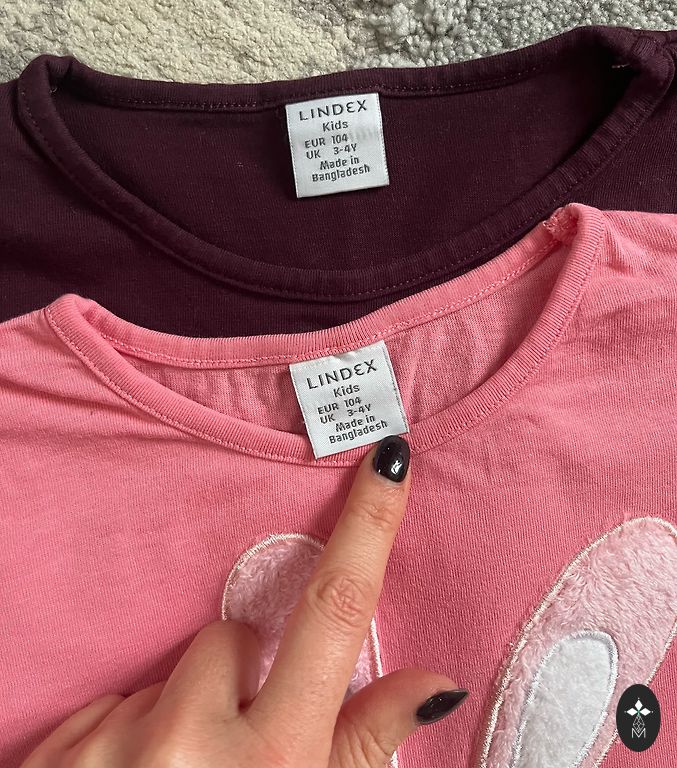 LINDEX
Kids
EUR 104
UK 3-4Y
Made in
Bangladesh
LINDEX
Kids
EUR 104
UK 3-4Y
Made in
Bangladesh
M